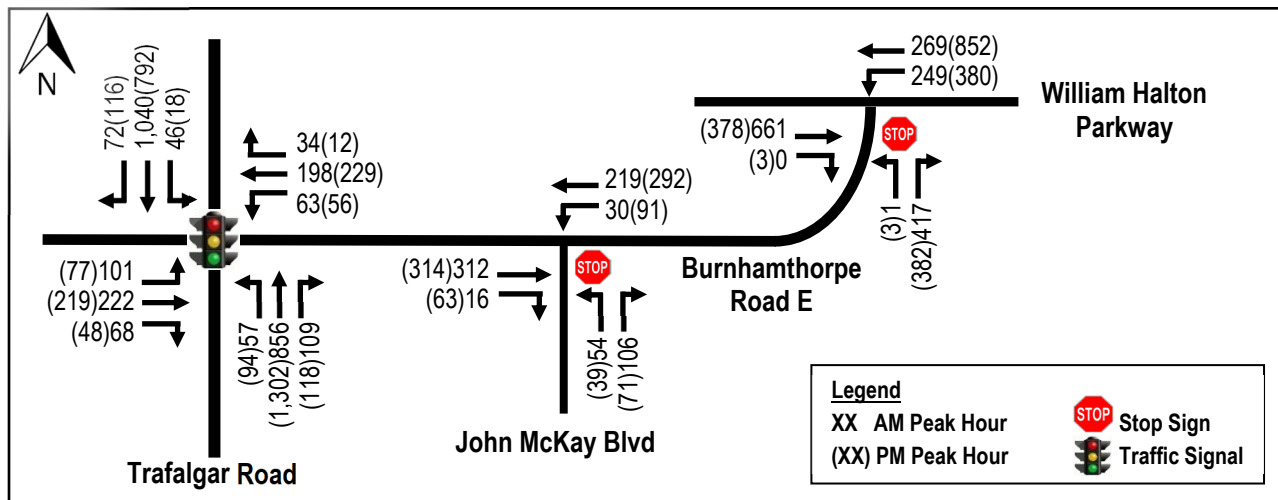 N
72(116)
1,040(792)
46(18)
34(12)
198(229)
63(56)
(77)101
(219)222
(48)68
(94)57
(1,302)856
(118)109
Trafalgar Road
219(292)
30(91)
(314)312
(63)16
STOP
(39)54
(71)106
John McKay Blvd
Burnhamthorpe
Road E
269(852)
249(380)
William Halton
Parkway
(378)661
(3)0
STOP
(3)1
(382)417
Legend
XX AM Peak Hour
(XX) PM Peak Hour
STOP Stop Sign
Traffic Signal